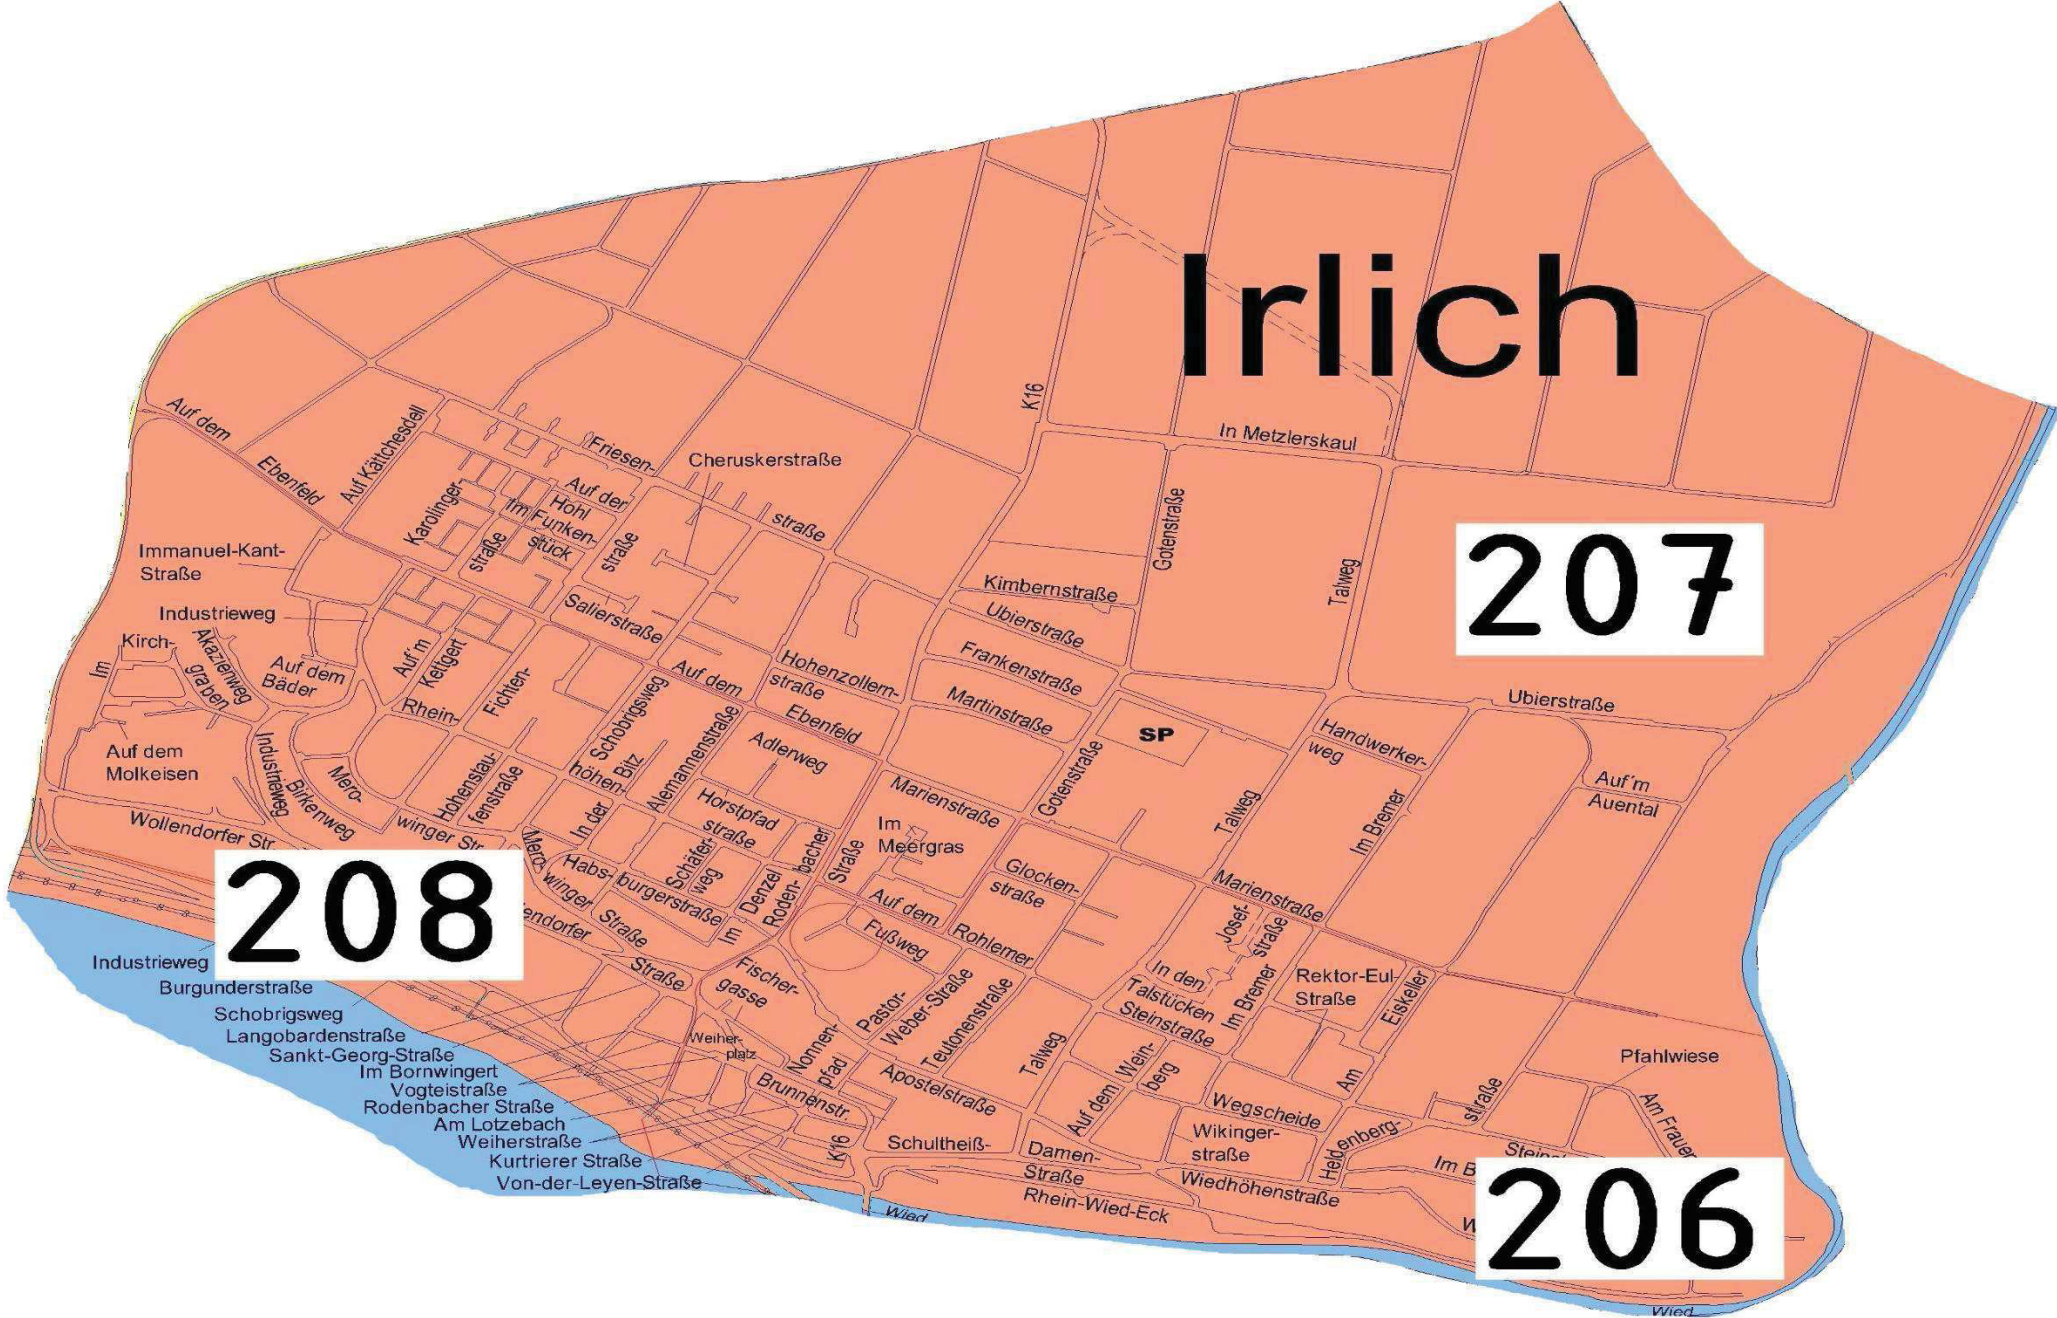 Irlich
K16
In Metzlerskaul
Auf dem
Ebenfeld
Auf Kättchesdell
Friesen-
straße
Cheruskerstraße
Karolinger-
straße
Auf der
Hohl
straße
Im Funken-
stück
Gotenstraße
207
Immanuel-Kant-
Straße
Industrieweg
Kirch-
graben
Im
Akazienweg
Auf dem
Bäder
Auf'm
Kettgert
Salierstraße
Kimbernstraße
Ubierstraße
Frankenstraße
Martinstraße
Talweg
Ubierstraße
Hohenzollern-
straße
Auf dem
Ebenfeld
Rhein-
höhen-
straße
Fichten-
Schobrigsweg
Alemannenstraße
Adlerweg
SP
Handwerker-
weg
Auf'm
Auental
Auf dem
Molkeisen
Industrieweg
Birkenweg
Mero-
winger Str.
Hohenstau-
fenstraße
In der
Bitz
Horstpfad
Marienstraße
Gotenstraße
Talweg
Im Bremer
Wollendorfer Str.
Mero-
winger
Straße
Habs-
burgerstraße
Schäfer-
weg
Im
Denzel
Roden-
bacher
Straße
Im
Meergras
Glocken-
straße
Marienstraße
208
endorfer
Straße
Auf dem
Rohlerner
Fußweg
Josef-
straße
Fischer-
gasse
In den
Talstücken
Steinstraße
Im Bremer
Rektor-Eul-
Straße
Eiskeller
Am
Pastor-
Weber-Straße
Teutonenstraße
Talweg
Nonnen-
pfad
Weiher-
platz
Brunnenstr.
Apostelstraße
Auf dem
Wein-
berg
Pfahlwiese
Am Frauen
straße
Industrieweg
Burgunderstraße
Schobrigsweg
Langobardenstraße
Sankt-Georg-Straße
Im Bornwingert
Vogteistraße
Rodenbacher Straße
Am Lotzebach
Weiherstraße
Kurtrierer Straße
Von-der-Leyen-Straße
K16
Schultheiß-
Damen-
Straße
Wegscheide
Wikinger-
straße
Heldenberg-
Im B
Stein
Wiedhöhenstraße
Rhein-Wied-Eck
W
206
Wied
Wied